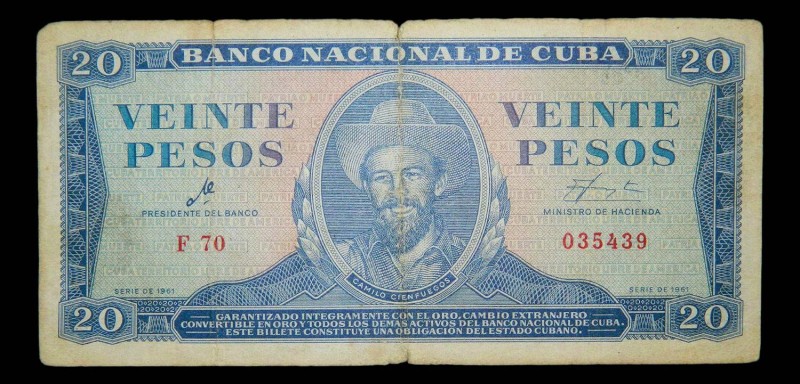 20 BANCO NACIONAL DE CUBA 20
VEINTE PESOS
VEINTE PESOS
PRESIDENTE DEL BANCO
MINISTRO DE HACIENDA
F 70
035439
CAMILO CIENFUEGOS
SERIE DE 1961
SERIE DE 1961
20
20
GARANTIZADO INTEGRAMENTE CON EL ORO, CAMBIO EXTRANJERO
CONVERTIBLE EN ORO Y TODOS LOS DEMAS ACTIVOS DEL BANCO NACIONAL DE CUBA.
ESTE BILLETE CONSTITUYE UNA OBLIGACION DEL ESTADO CUBANO.